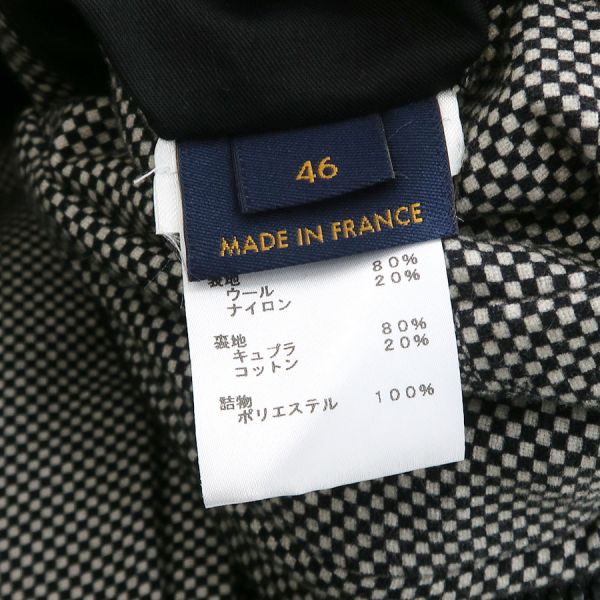 46
MADE IN FRANCE
表地
ウール 80%
ナイロン 20%
裏地
キュプラ 80%
コットン 20%
詰物
ポリエステル 100%